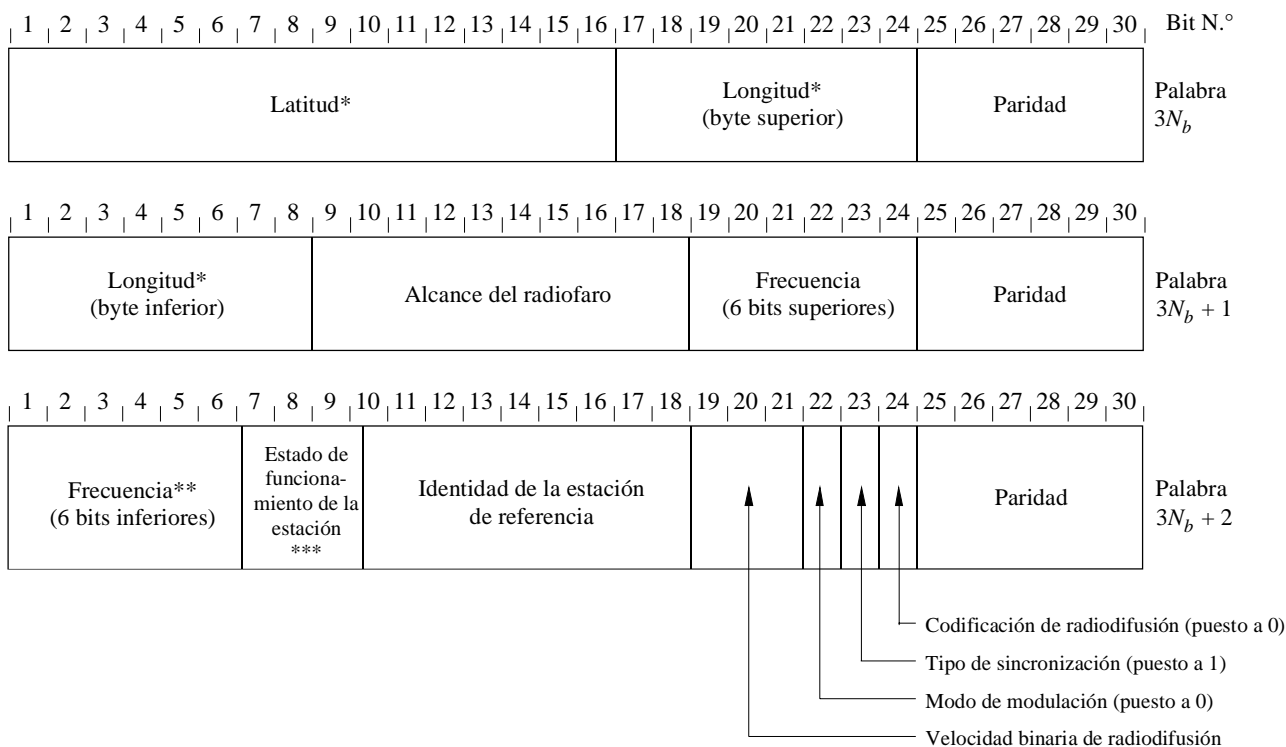 1 2 3 4 5 6 7 8 9 10 11 12 13 14 15 16 17 18 19 20 21 22 23 24 25 26 27 28 29 30 Bit N.°
Latitud*
Longitud*
(byte superior)
Paridad
Palabra
3N_b
1 2 3 4 5 6 7 8 9 10 11 12 13 14 15 16 17 18 19 20 21 22 23 24 25 26 27 28 29 30
Longitud*
(byte inferior)
Alcance del radiofaro
Frecuencia
(6 bits superiores)
Paridad
Palabra
3N_b + 1
1 2 3 4 5 6 7 8 9 10 11 12 13 14 15 16 17 18 19 20 21 22 23 24 25 26 27 28 29 30
Frecuencia**
(6 bits inferiores)
Estado de
funciona-
miento de la
estación
***
Identidad de la estación
de referencia
Paridad
Palabra
3N_b + 2
Codificación de radiodifusión (puesto a 0)
Tipo de sincronización (puesto a 1)
Modo de modulación (puesto a 0)
Velocidad binaria de radiodifusión